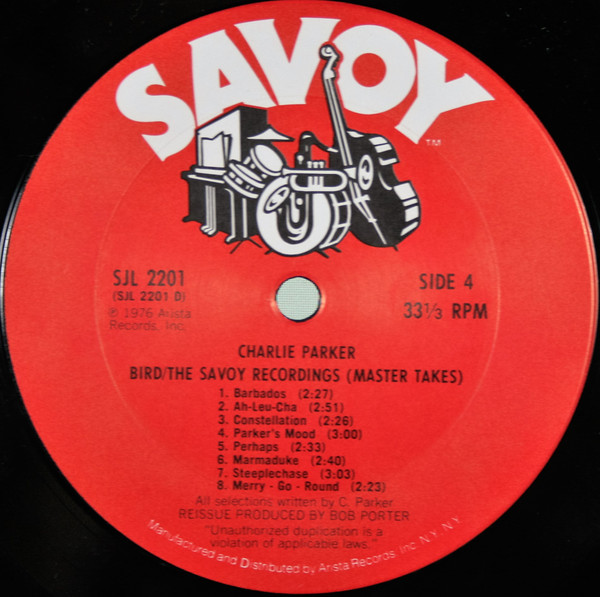 SAVOY
TM
SJL 2201
(SJL 2201 D)
℗ 1976 Arista
Records, Inc.
SIDE 4
33⅓ RPM
CHARLIE PARKER
BIRD/THE SAVOY RECORDINGS (MASTER TAKES)
1. Barbados (2:27)
2. Ah-Leu-Cha (2:51)
3. Constellation (2:26)
4. Parker's Mood (3:00)
5. Perhaps (2:33)
6. Marmaduke (2:40)
7. Steeplechase (3:03)
8. Merry - Go - Round (2:23)
All selections written by C. Parker.
REISSUE PRODUCED BY BOB PORTER
"Unauthorized duplication is a
violation of applicable laws."
Manufactured and Distributed by Arista Records, Inc. N.Y., N.Y.